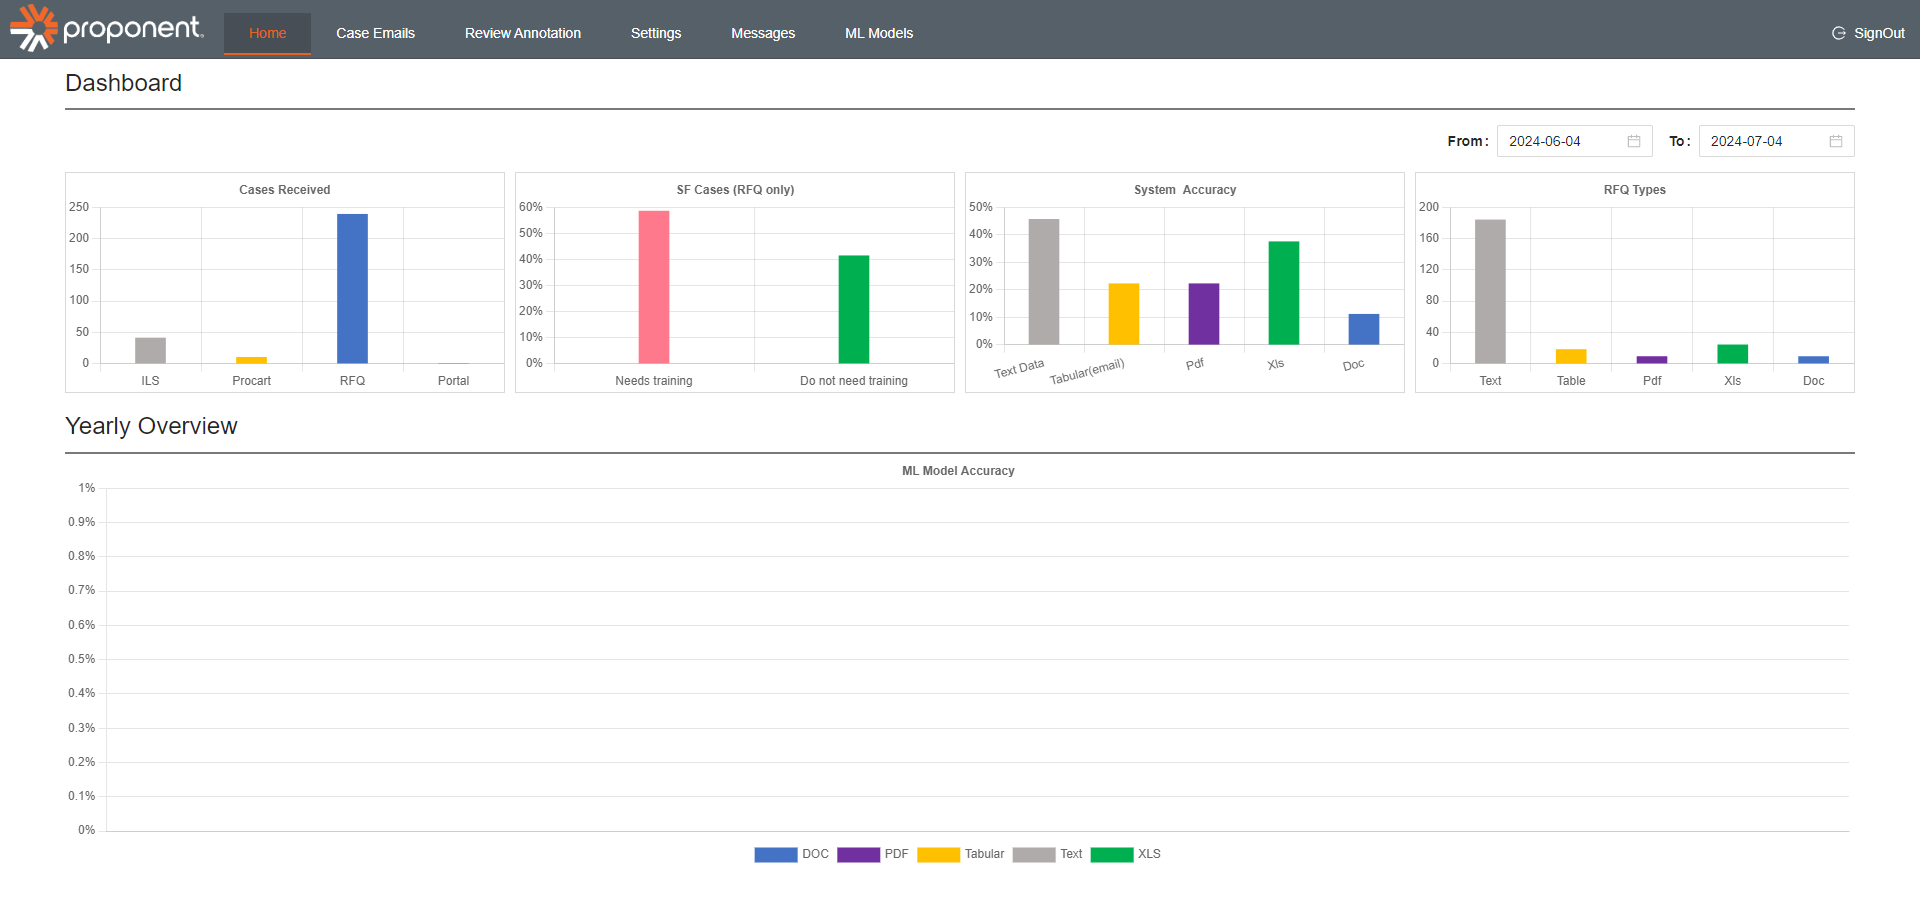 proponent
Home
Case Emails
Review Annotation
Settings
Messages
ML Models
SignOut
Dashboard
From :
2024-06-04
To :
2024-07-04
Cases Received
250
200
150
100
50
0
ILS
Procart
RFQ
Portal
SF Cases (RFQ only)
60%
50%
40%
30%
20%
10%
0%
Needs training
Do not need training
System Accuracy
50%
40%
30%
20%
10%
0%
Text Data
Tabular(email)
Pdf
Xls
Doc
RFQ Types
200
160
120
80
40
0
Text
Table
Pdf
Xls
Doc
Yearly Overview
ML Model Accuracy
1%
0.9%
0.8%
0.7%
0.6%
0.5%
0.4%
0.3%
0.2%
0.1%
0%
DOC
PDF
Tabular
Text
XLS